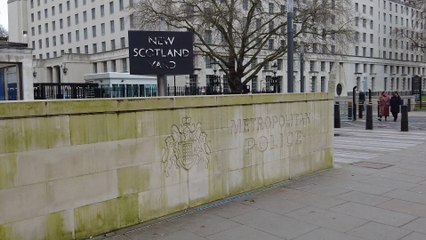 NEW
SCOTLAND
YARD
METROPOLITAN
POLICE